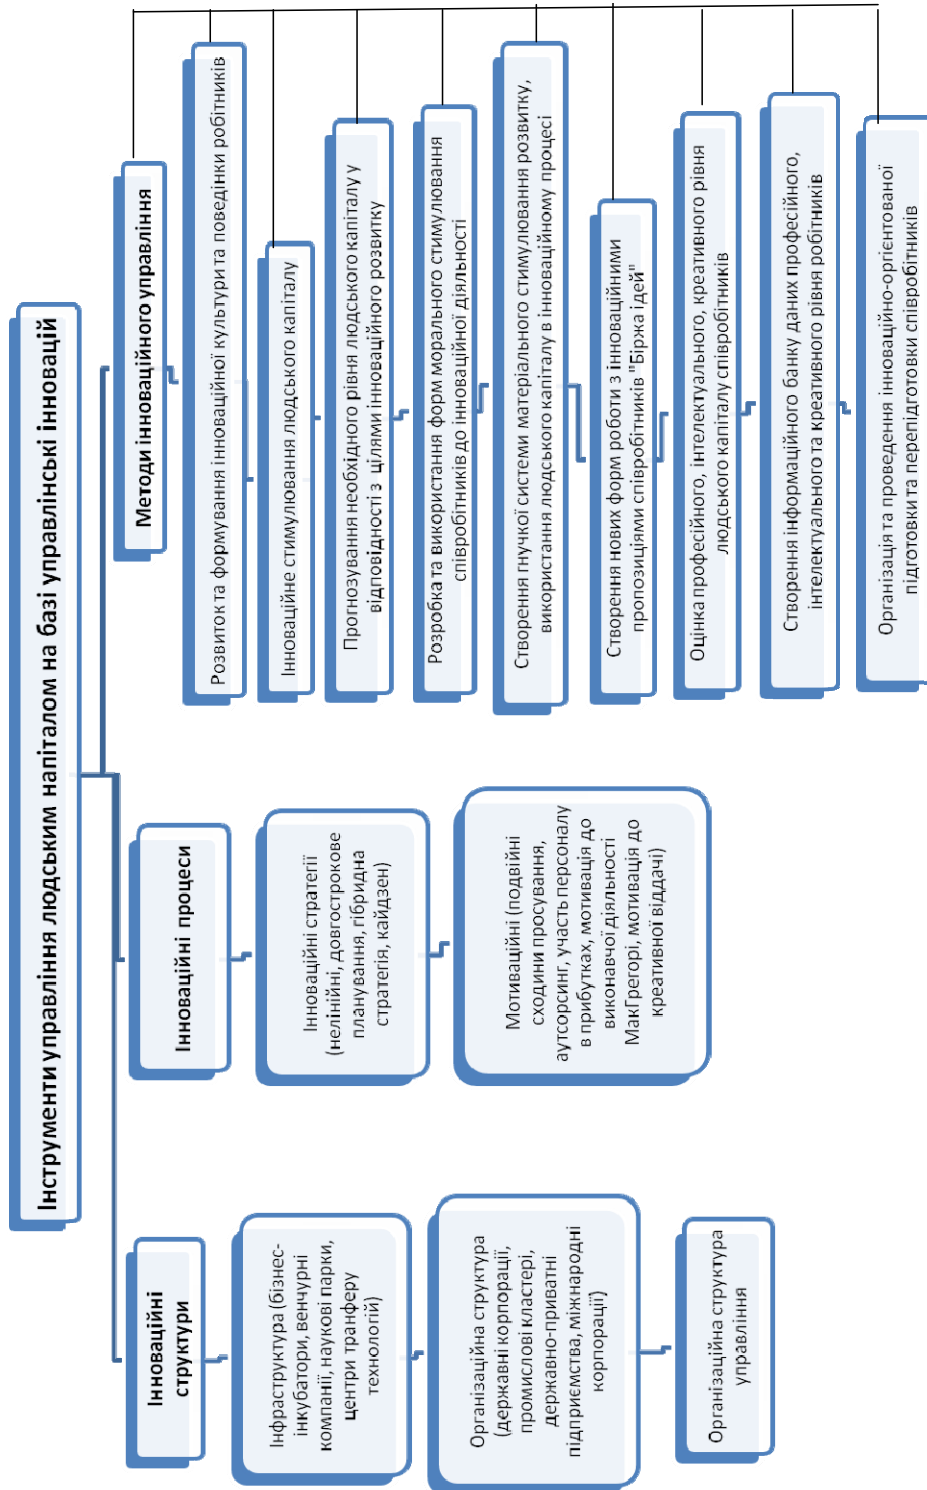 Інструменти управління людським напіталом на базі управлінські інновацій
Інноваційні
структури
Інфраструктура (бізнес-
інкубатори, венчурні
компанії, наукові парки,
центри транферу
технологій)
Організаційна структура
(державні корпорації,
промислові кластері,
державно-приватні
підприємства, міжнародні
корпорації)
Організаційна структура
управління
Інноваційні процеси
Інноваційні стратегії
(нелінійні, довгострокове
планування, гібридна
стратегія, кайдзен)
Мотиваційні (подвійні
сходини просування,
аутсорсинг, участь персоналу
в прибутках, мотивація до
виконавчої діяльності
МакГрегорі, мотивація до
креативної віддачі)
Методи інноваційного управління
Розвиток та формування інноваційної культури та поведінки робітників
Інноваційне стимулювання людського капіталу
Прогнозування необхідного рівня людського капіталу у
відповідності з цілями інноваційного розвитку
Розробка та використання форм морального стимулювання
співробітників до інноваційної діяльності
Створення гнучкої системи матеріального стимулювання розвитку,
використання людського капіталу в інноваційному процесі
Створення нових форм роботи з інноваційними
пропозиціями співробітників "Біржа ідей"
Оцінка професійного, інтелектуального, креативного рівня
людського капіталу співробітників
Створення інформаційного банку даних професійного,
інтелектуального та креативного рівня робітників
Організація та проведення інноваційно-орієнтованої
підготовки та перепідготовки співробітників